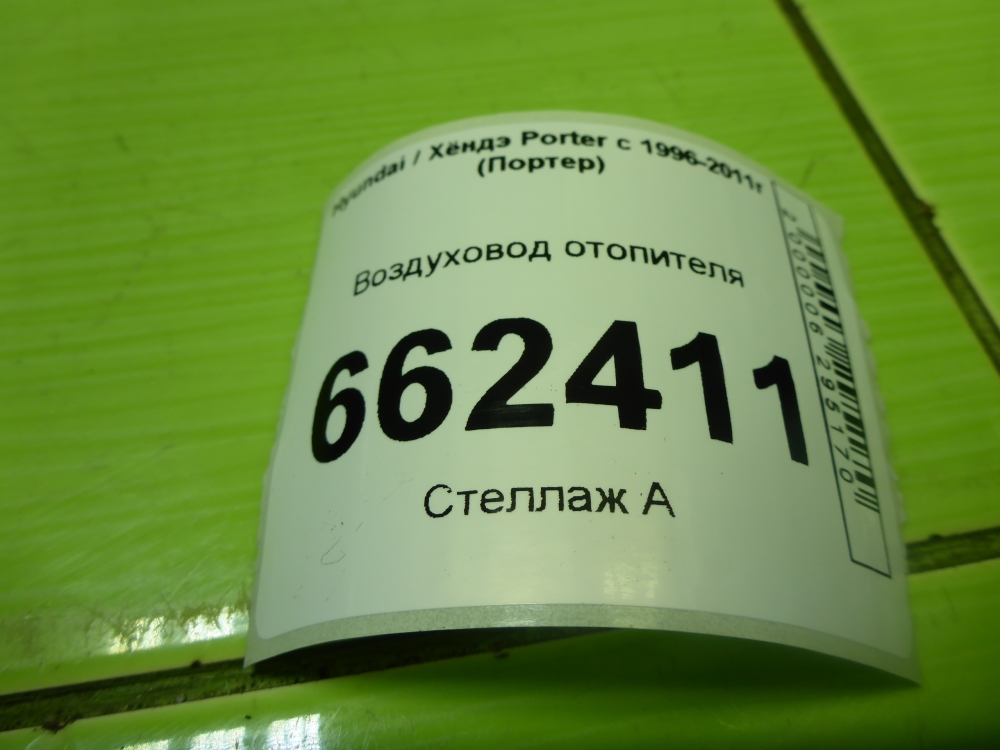 Hyundai / Хёндэ Porter с 1996-2011г
(Портер)
Воздуховод отопителя
662411
Стеллаж А
2000006295170